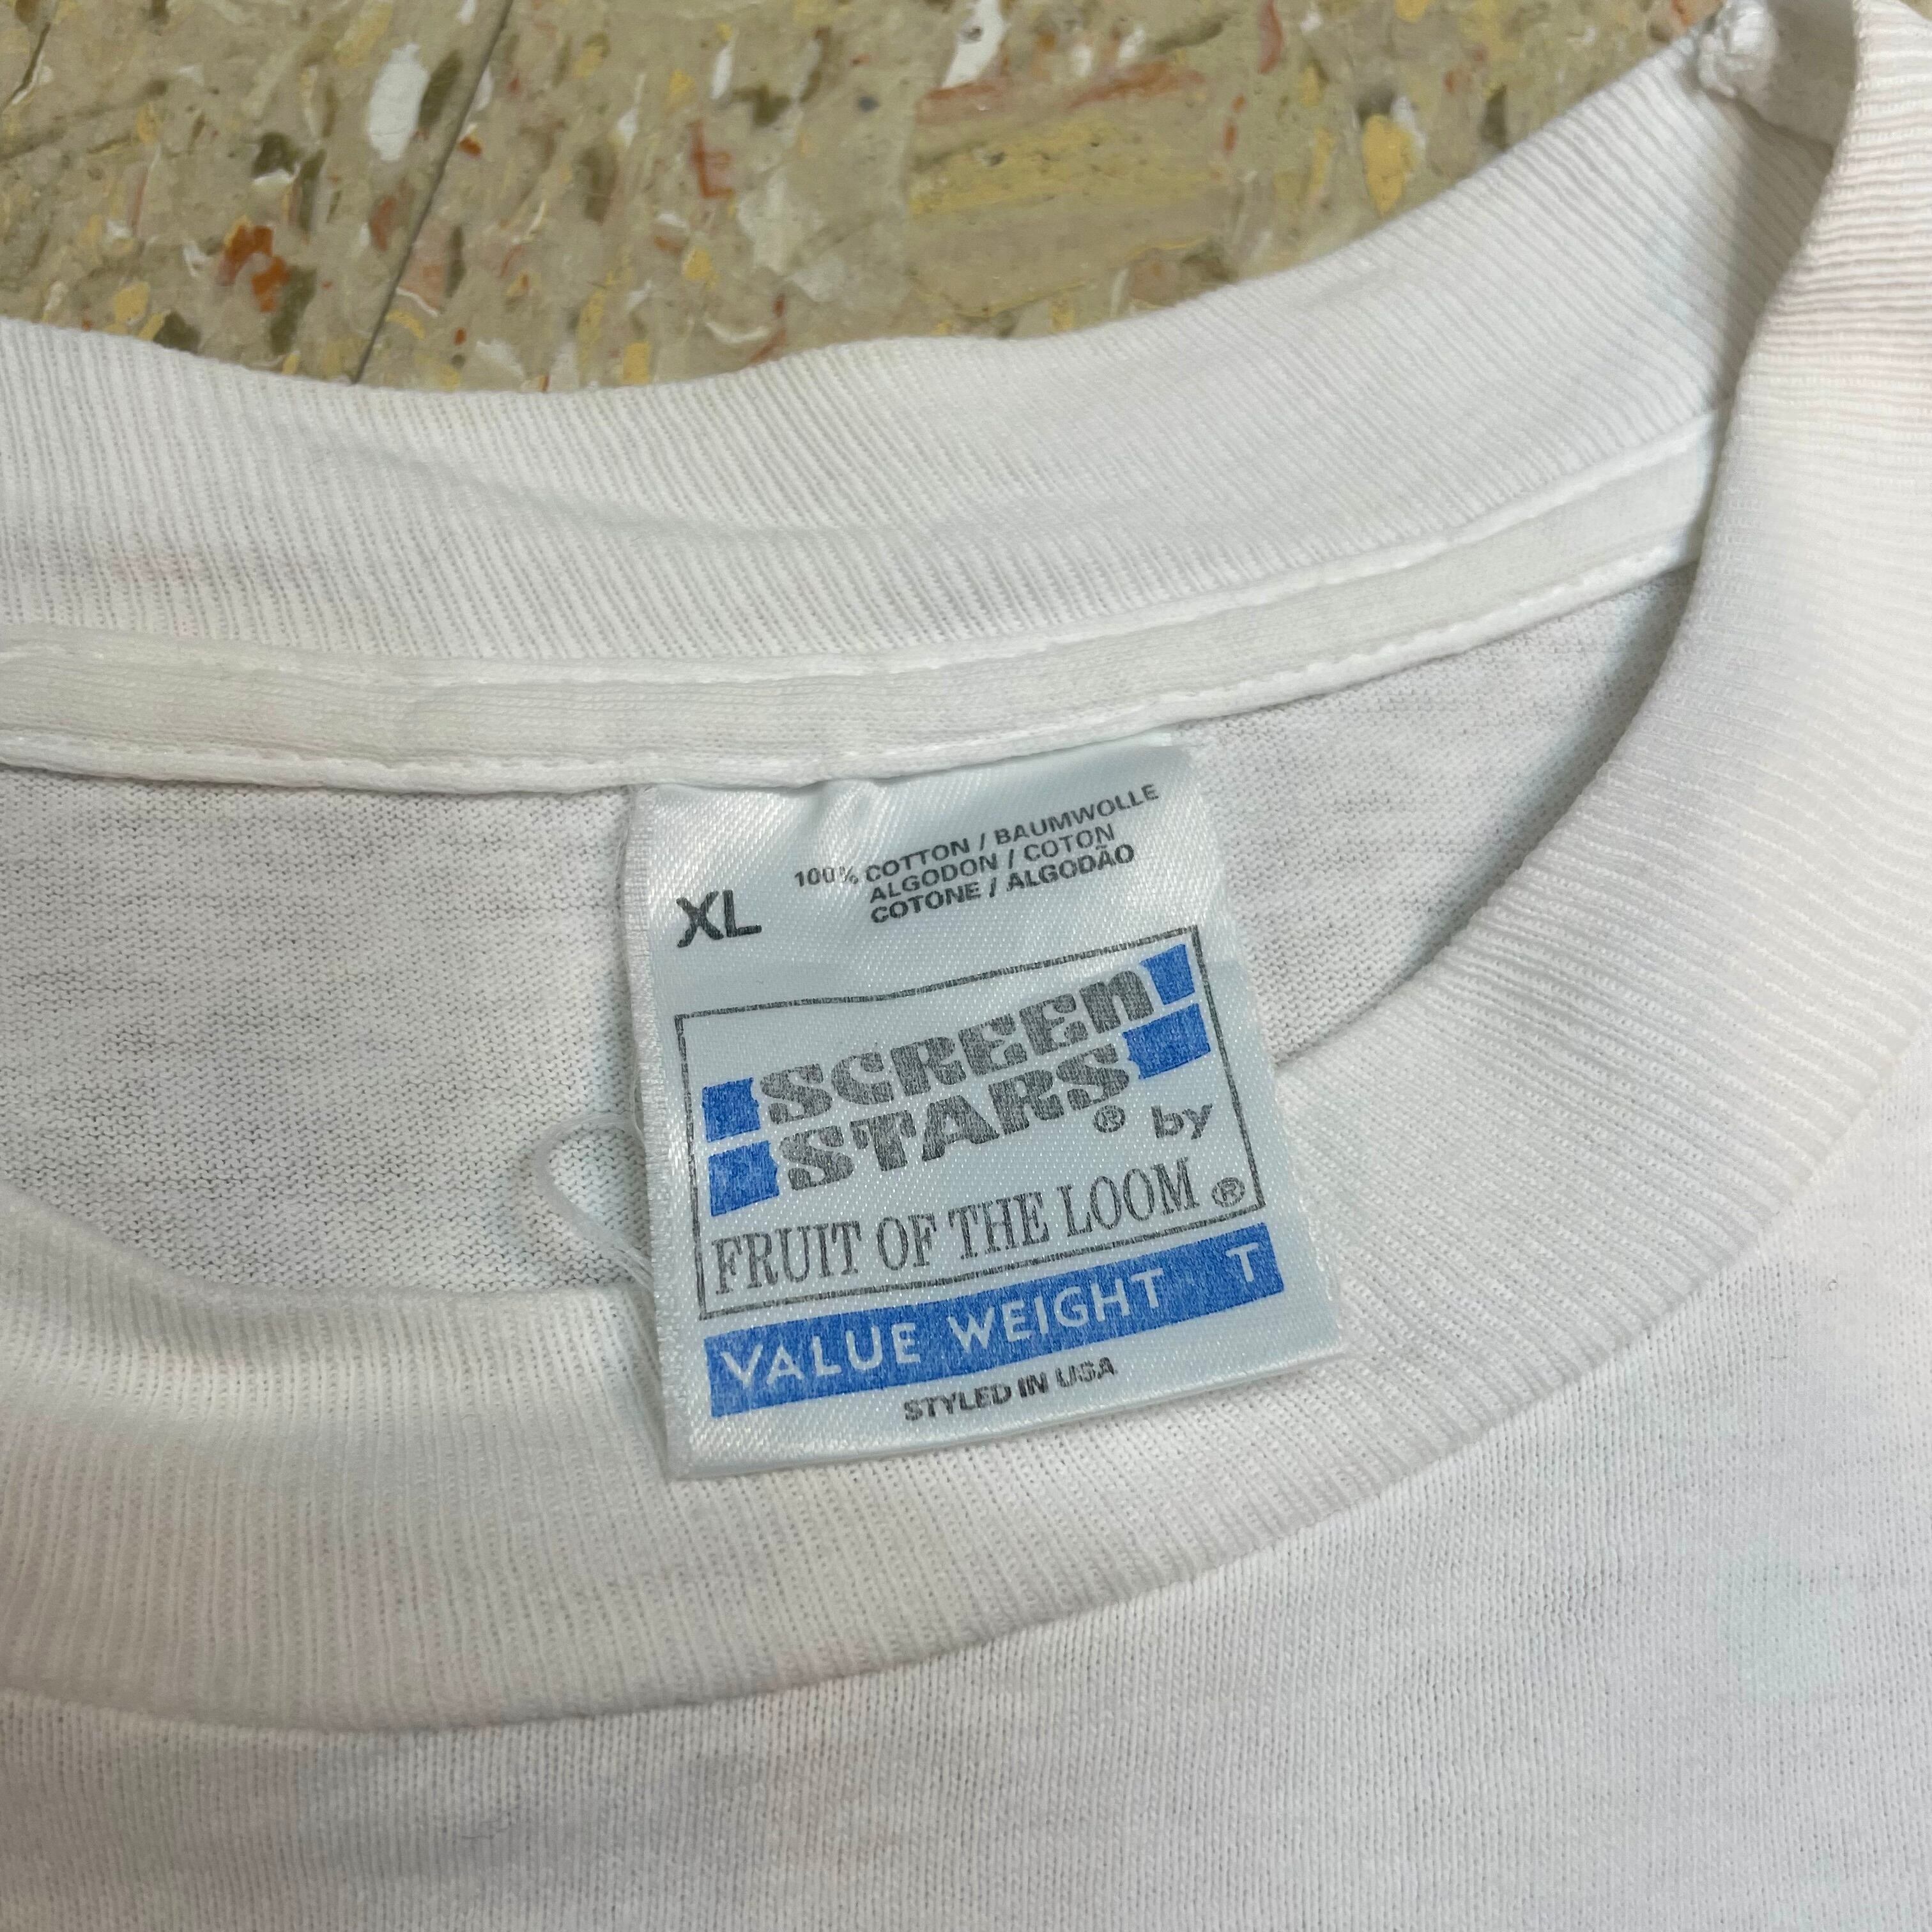 XL
100% COTTON / BAUMWOLLE
ALGODON / COTON
COTONE / ALGODÃO
SCREEn
STARS® by
FRUIT OF THE LOOM®
VALUE WEIGHT T
STYLED IN USA